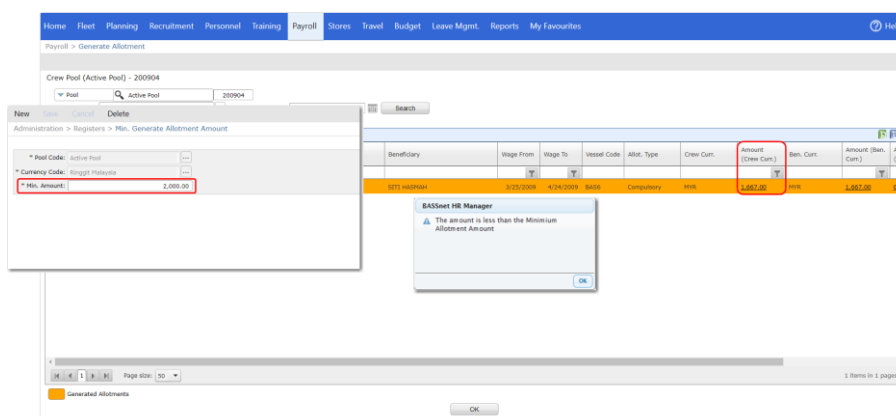 Home Fleet Planning Recruitment Personnel Training Payroll Stores Travel Budget Leave Mgmt. Reports My Favourites
Payroll > Generate Allotment
Crew Pool (Active Pool) - 200904
Pool Active Pool 200904
Search
New Save Cancel Delete
Administration > Registers > Min. Generate Allotment Amount
* Pool Code: Active Pool ...
* Currency Code: Ringgit Malaysia ...
* Min. Amount: 2,000.00
Beneficiary Wage From Wage To Vessel Code Allot. Type Crew Curr. Amount (Crew Curr.) Ben. Curr. Amount (Ben. Curr.)
SITI HASMAH 3/25/2009 4/24/2009 BASS Compulsory MYR 1,667.00 MYR 1,667.00
BASSnet HR Manager
The amount is less than the Minimium
Allotment Amount
OK
1 Page size: 50
1 items in 1 pages
Generated Allotments
OK